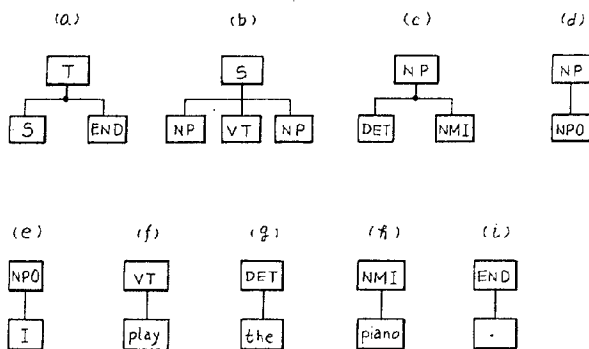 (a) (b) (c) (d)
T S NP NP
S END NP VT NP DET NMI NPO
(e) (f) (g) (h) (i)
NPO VT DET NMI END
I play the piano .